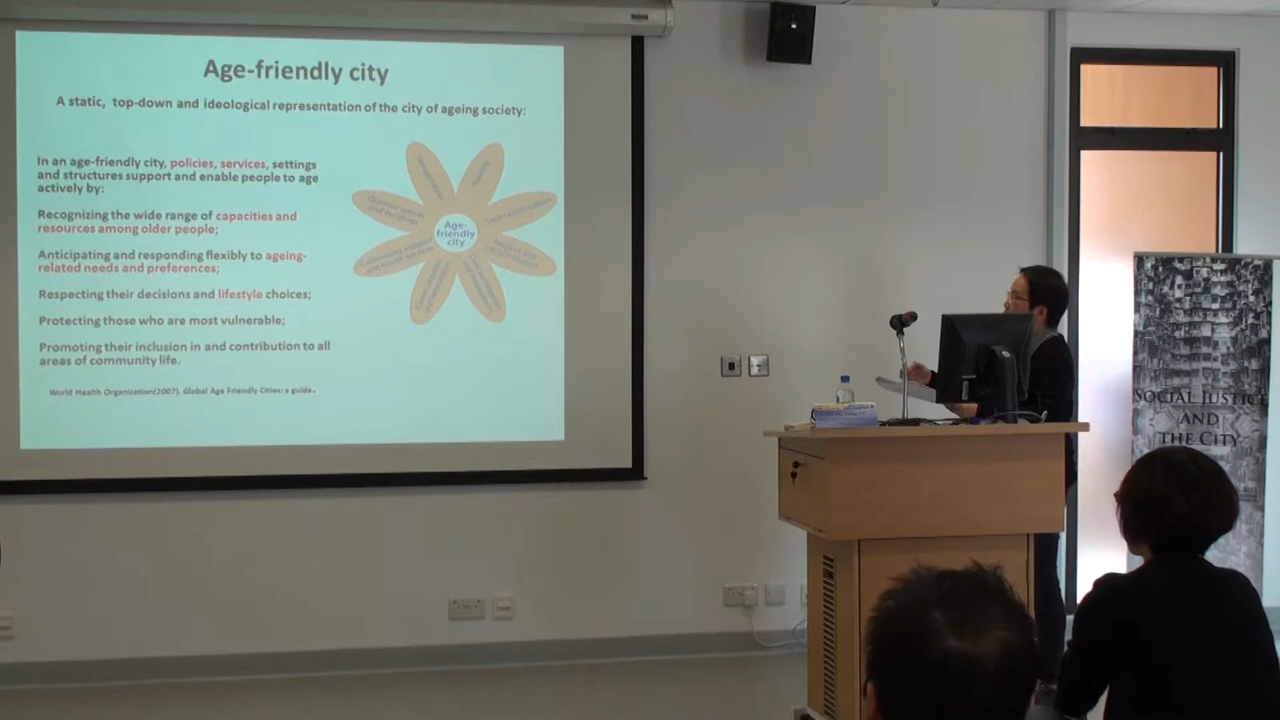 Age-friendly city
A static, top-down and ideological representation of the city of ageing society:
In an age-friendly city, policies, services, settings
and structures support and enable people to age
actively by:
Recognizing the wide range of capacities and
resources among older people;
Anticipating and responding flexibly to ageing-
related needs and preferences;
Respecting their decisions and lifestyle choices;
Protecting those who are most vulnerable;
Promoting their inclusion in and contribution to all
areas of community life.
World Health Organization(2007). Global Age Friendly Cities: a guide.
Outdoor spaces
and buildings
Age-
friendly
city
SOCIAL JUSTICE
AND
THE CITY